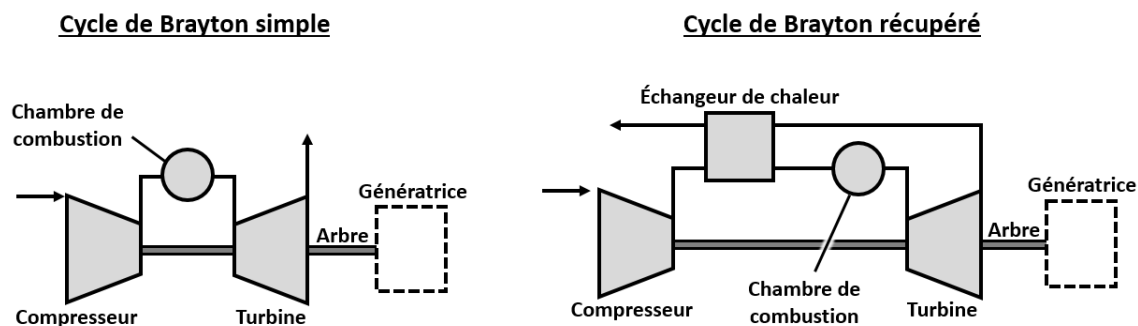 Cycle de Brayton simple
Chambre de
combustion
Génératrice
Arbre
Compresseur
Turbine
Cycle de Brayton récupéré
Échangeur de chaleur
Génératrice
Arbre
Compresseur
Chambre de
combustion
Turbine